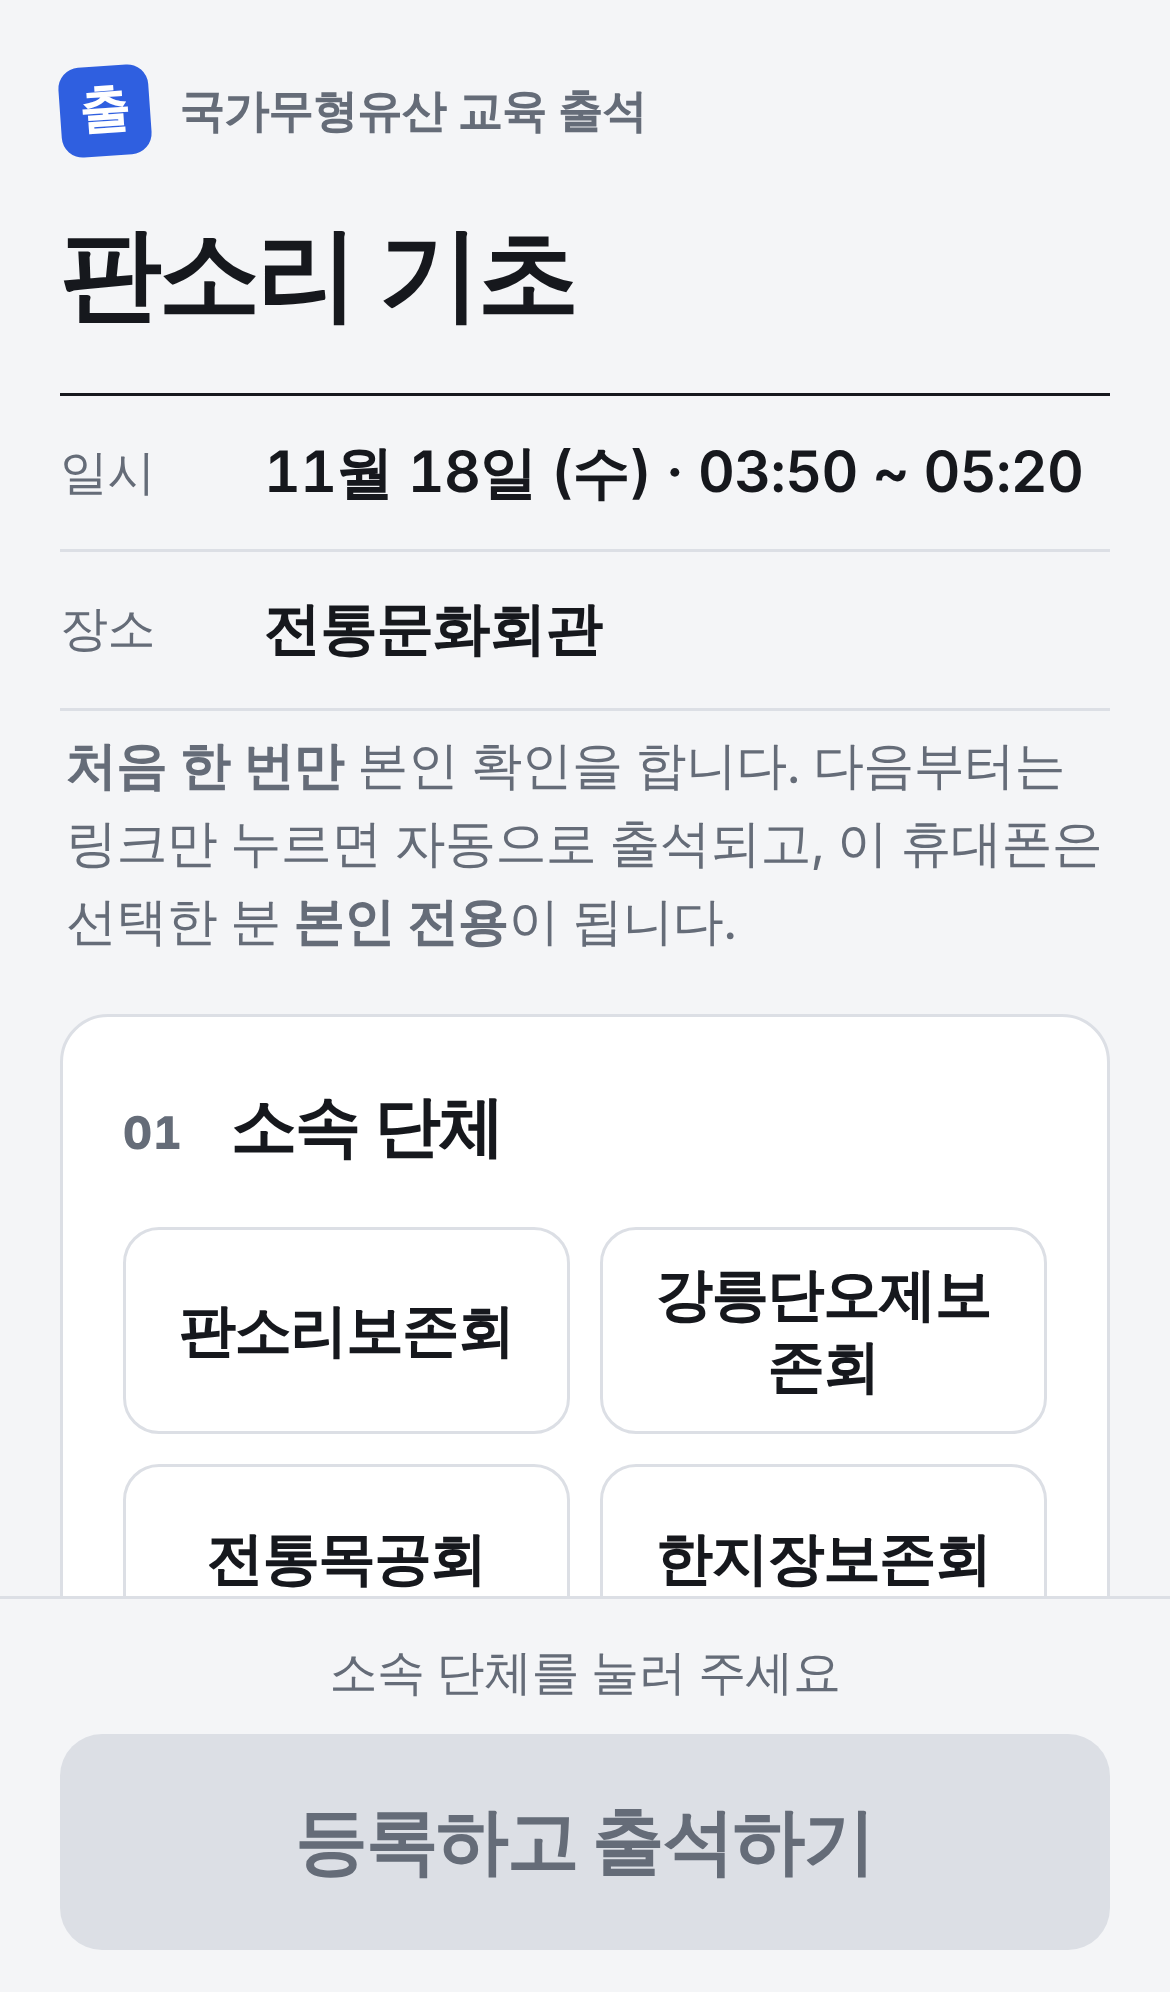 출 국가무형유산 교육 출석
판소리 기초
일시 11월 18일 (수) · 03:50 ~ 05:20
장소 전통문화회관
처음 한 번만 본인 확인을 합니다. 다음부터는
링크만 누르면 자동으로 출석되고, 이 휴대폰은
선택한 분 본인 전용이 됩니다.
01 소속 단체
판소리보존회
강릉단오제보
존회
전통목공회
한지장보존회
소속 단체를 눌러 주세요
등록하고 출석하기